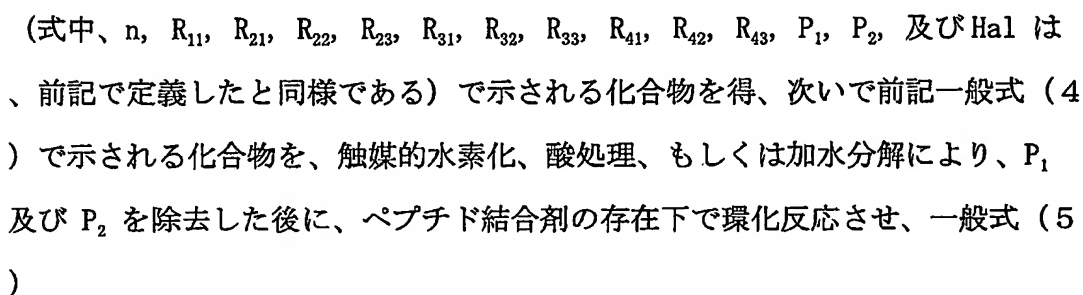 (式中、n, R₁₁, R₂₁, R₂₂, R₂₃, R₃₁, R₃₂, R₃₃, R₄₁, R₄₂, R₄₃, P₁, P₂, 及びHal は
、前記で定義したと同様である) で示される化合物を得、次いで前記一般式 (4
) で示される化合物を、触媒的水素化、酸処理、もしくは加水分解により、P₁
及び P₂ を除去した後に、ペプチド結合剤の存在下で環化反応させ、一般式 (5
)